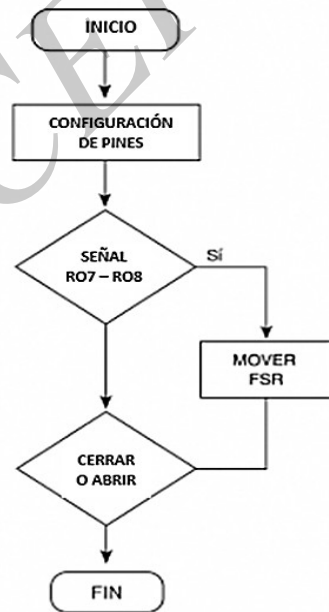 INICIO
CONFIGURACIÓN
DE PINES
SEÑAL
RO7 – RO8
Sí
MOVER
FSR
CERRAR
O ABRIR
FIN